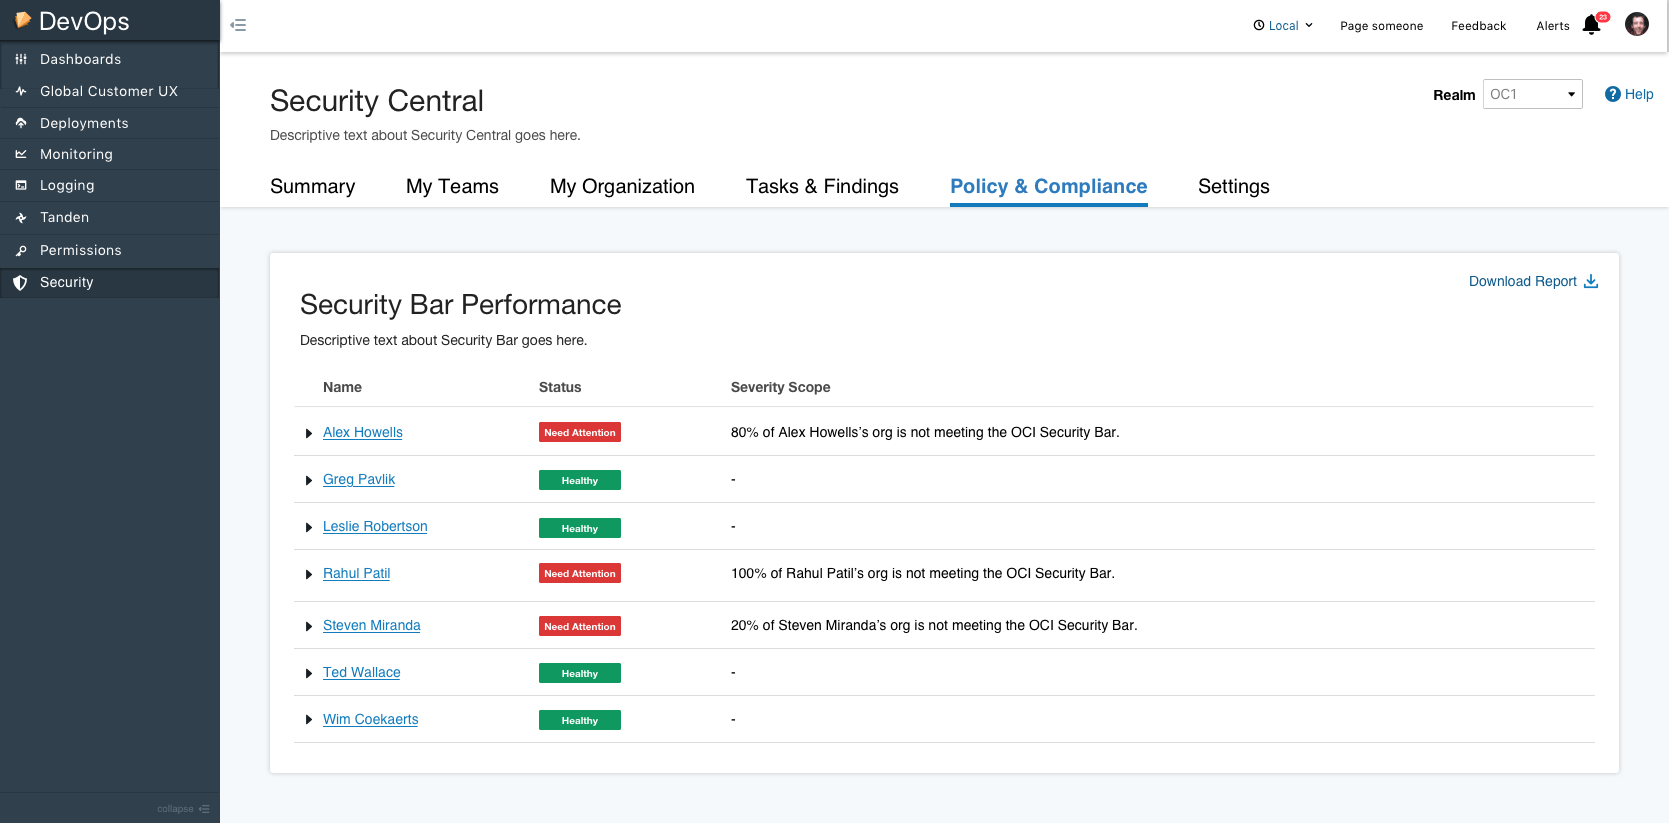 DevOps
Local Page someone Feedback Alerts 23
Dashboards
Global Customer UX
Deployments
Monitoring
Logging
Tanden
Permissions
Security
collapse
Security Central
Realm OC1 Help
Descriptive text about Security Central goes here.
Summary My Teams My Organization Tasks & Findings Policy & Compliance Settings
Download Report
Security Bar Performance
Descriptive text about Security Bar goes here.
Name Status Severity Scope
Alex Howells Need Attention 80% of Alex Howells’s org is not meeting the OCI Security Bar.
Greg Pavlik Healthy -
Leslie Robertson Healthy -
Rahul Patil Need Attention 100% of Rahul Patil’s org is not meeting the OCI Security Bar.
Steven Miranda Need Attention 20% of Steven Miranda’s org is not meeting the OCI Security Bar.
Ted Wallace Healthy -
Wim Coekaerts Healthy -